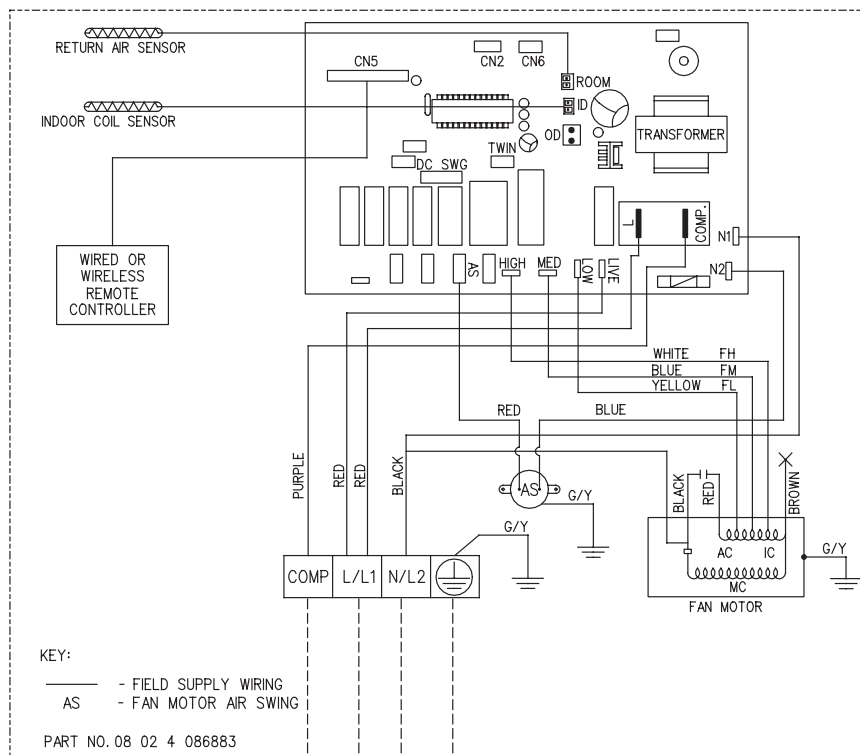 RETURN AIR SENSOR
INDOOR COIL SENSOR
CN5
CN2
CN6
ROOM
ID
OD
TWIN
TRANSFORMER
DC SWG
L
COMP.
N1
N2
AS
HIGH
MED
LOW
LIVE
WIRED OR
WIRELESS
REMOTE
CONTROLLER
WHITE FH
BLUE FM
YELLOW FL
RED
BLUE
PURPLE
RED
RED
BLACK
AS
G/Y
BLACK
RED
BROWN
G/Y
AC
IC
MC
G/Y
FAN MOTOR
COMP
L/L1
N/L2
KEY:
- FIELD SUPPLY WIRING
AS - FAN MOTOR AIR SWING
PART NO. 08 02 4 086883